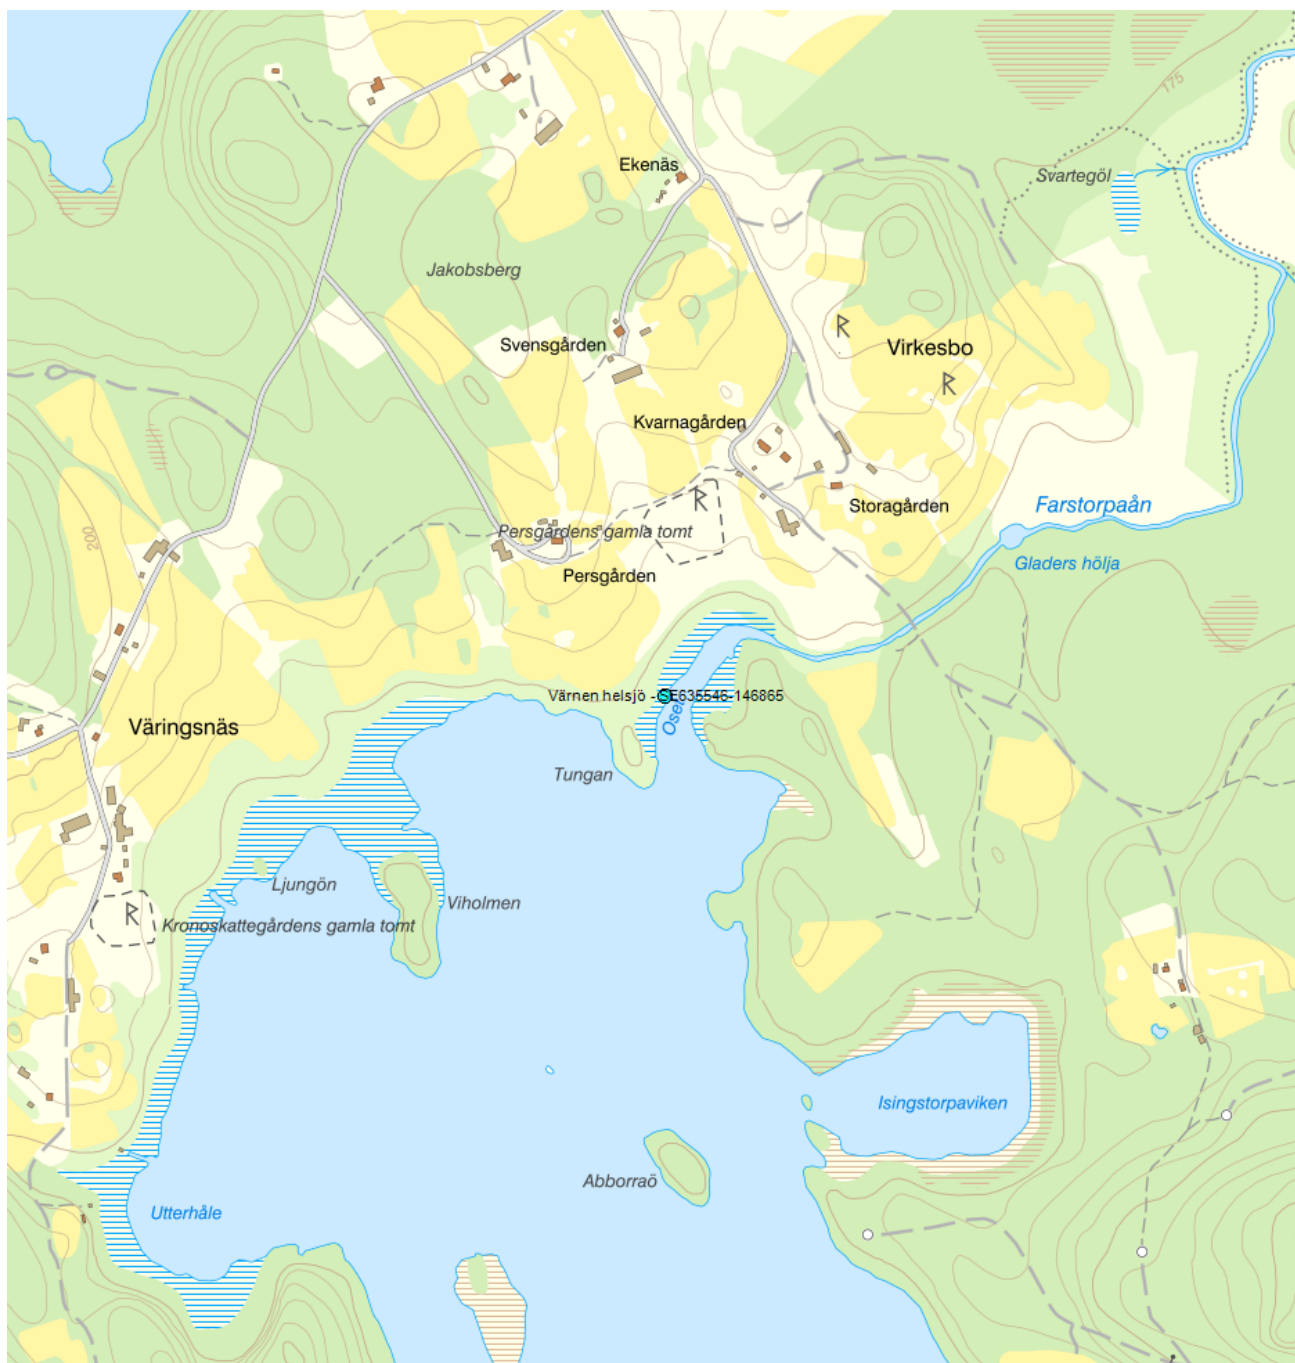 175
Ekenäs
Svartegöl
Jakobsberg
Svensgården
Virkesbo
Kvarnagården
Storagården
Farstorpaån
Persgårdens gamla tomt
200
Gladers hölja
Persgården
Värnen helsjö - SE635546-146865
Väringsnäs
Tungan
Ljungön
Viholmen
Kronoskattegårdens gamla tomt
Isingstorpaviken
Abborraö
Utterhåle